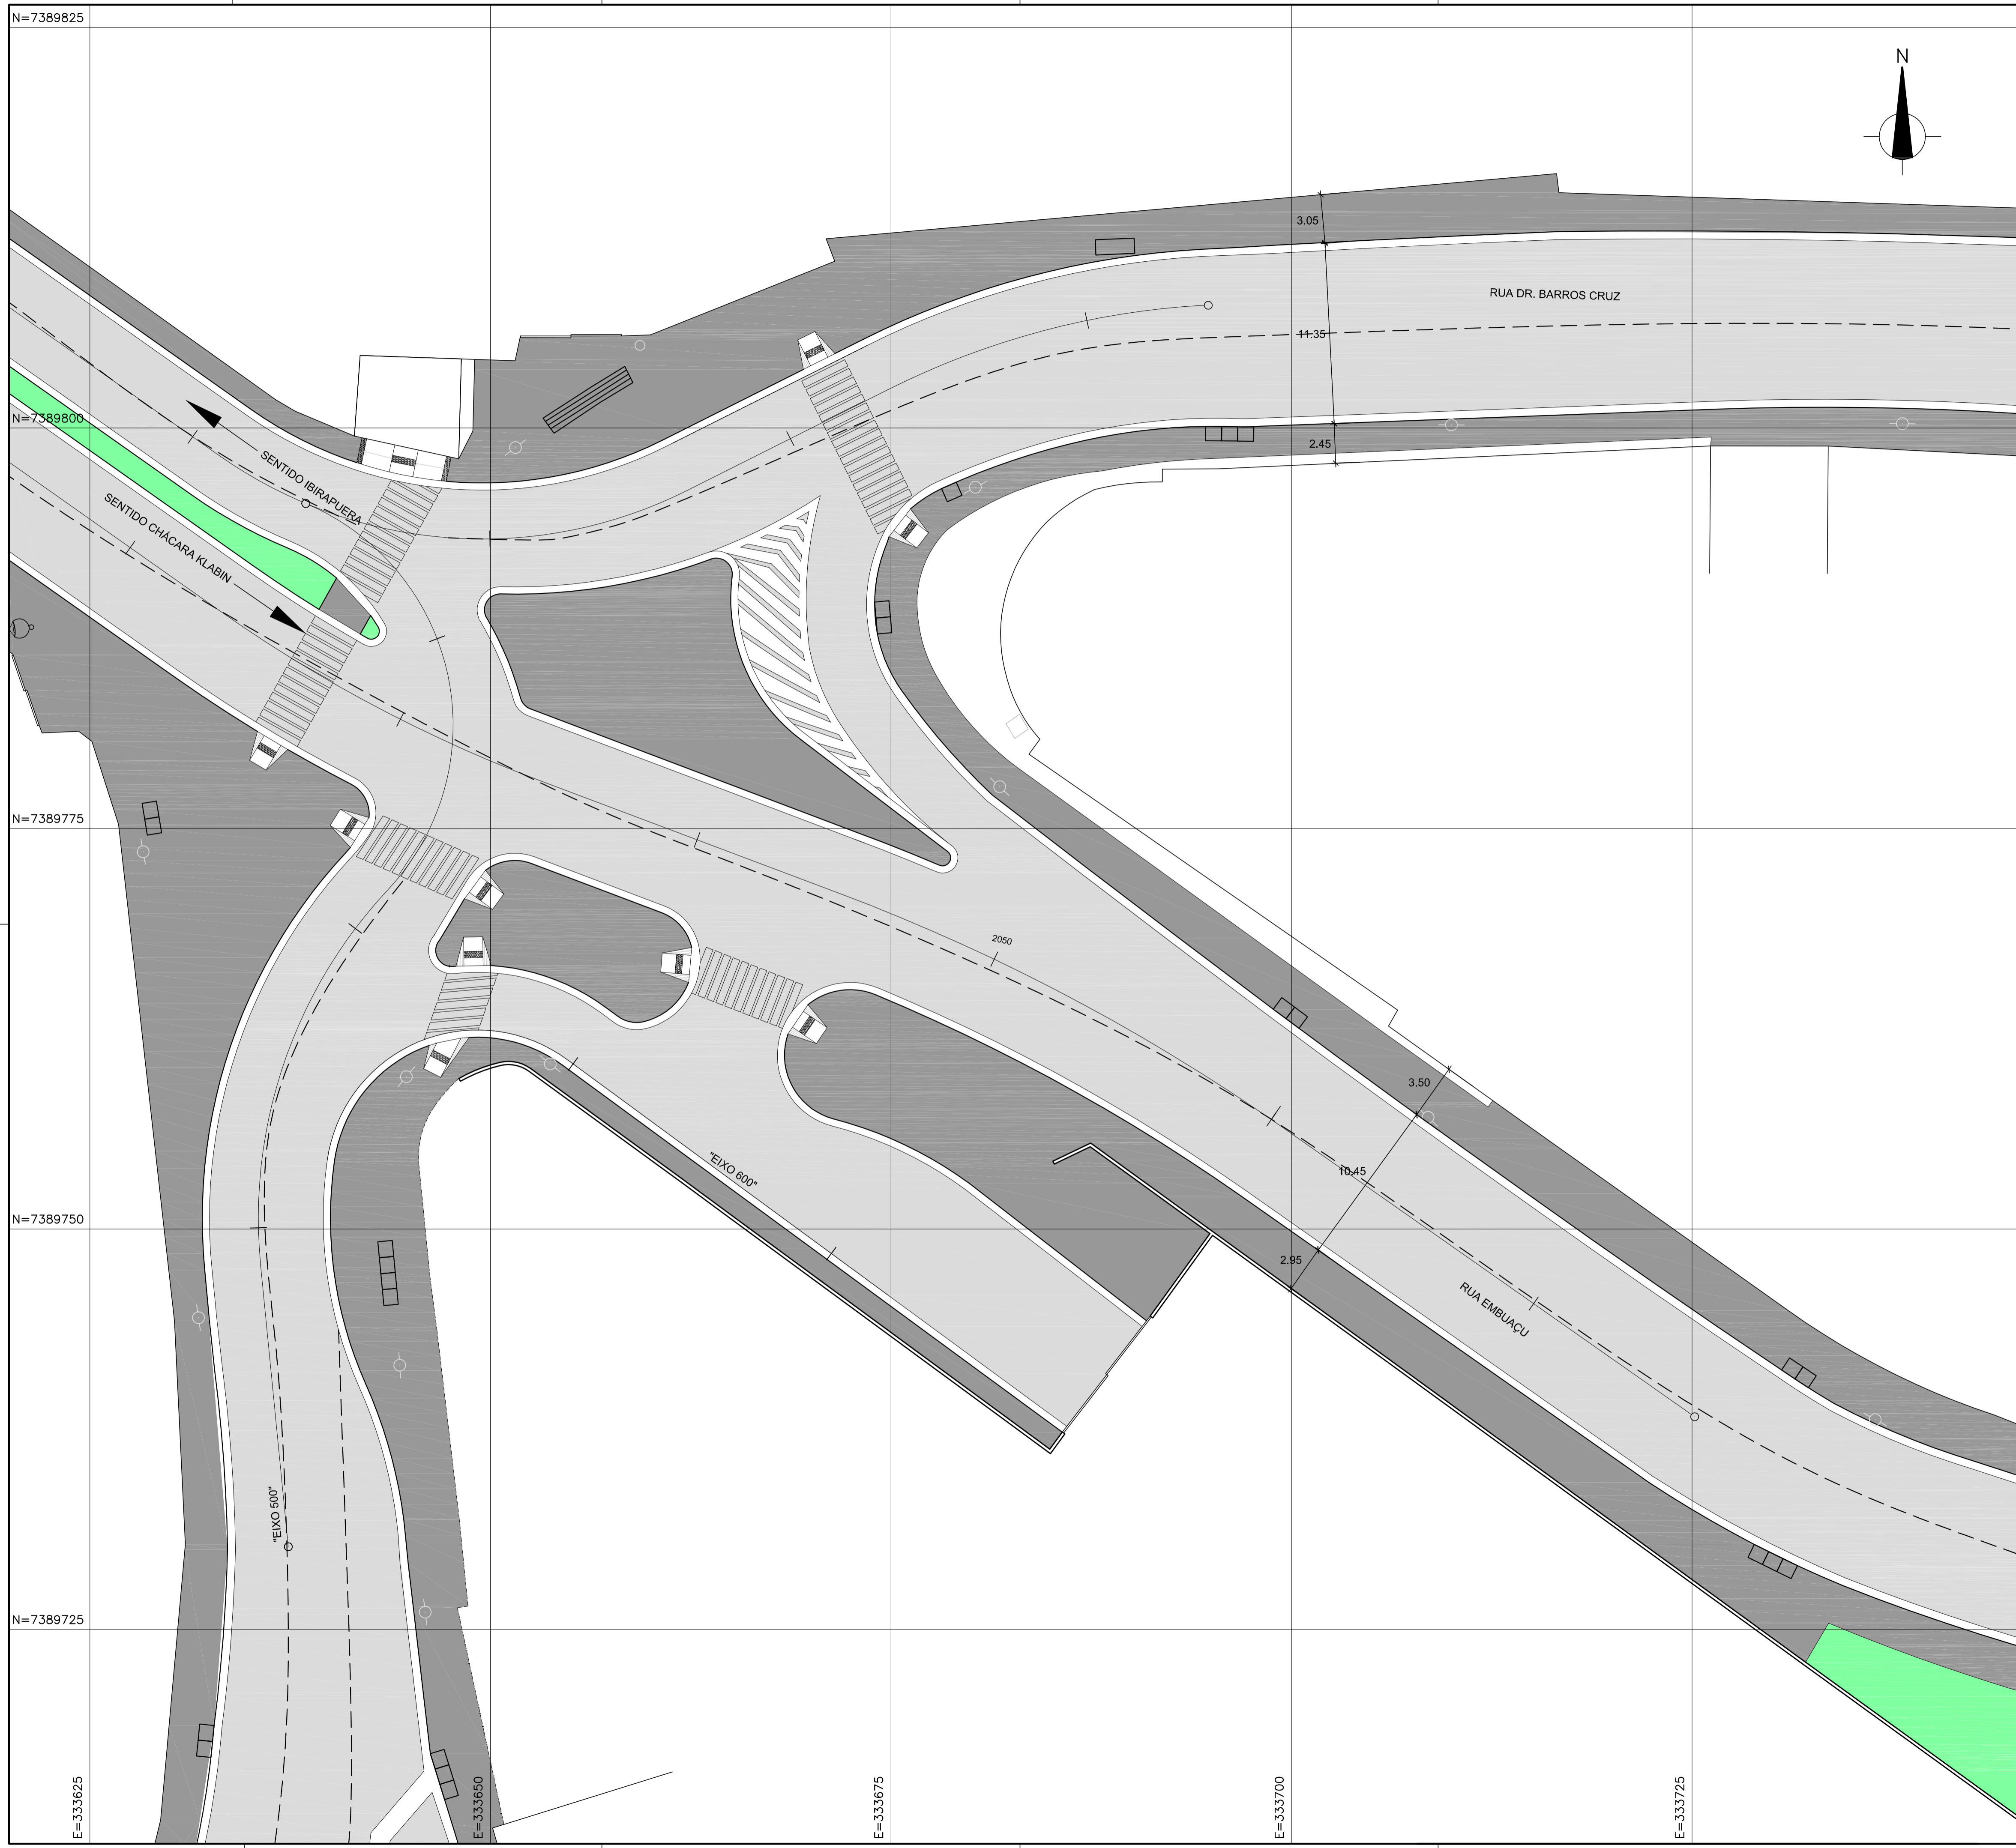 N=7389825
N
3.05
RUA DR. BARROS CRUZ
11.35
N=7389800
2.45
SENTIDO IBIRAPUERA
SENTIDO CHÁCARA KLABIN
N=7389775
2050
3.50
10.45
"EIXO 600"
N=7389750
2.95
RUA EMBUAÇU
"EIXO 500"
N=7389725
E=333625
E=333650
E=333675
E=333700
E=333725